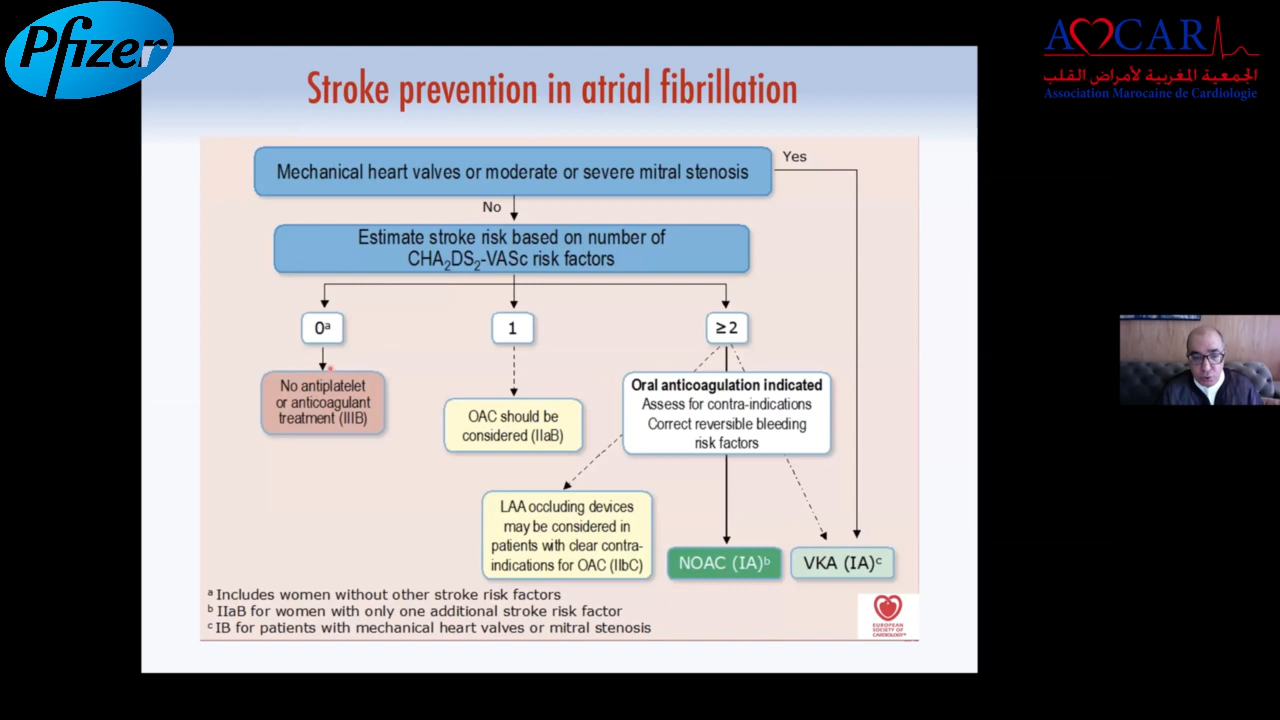 Pfizer
AMCAR
الجمعية المغربية لأمراض القلب
Association Marocaine de Cardiologie
Stroke prevention in atrial fibrillation
Mechanical heart valves or moderate or severe mitral stenosis
Yes
No
Estimate stroke risk based on number of
CHA₂DS₂-VASc risk factors
0ᵃ
1
≥2
No antiplatelet
or anticoagulant
treatment (IIIB)
OAC should be
considered (IIaB)
Oral anticoagulation indicated
Assess for contra-indications
Correct reversible bleeding
risk factors
LAA occluding devices
may be considered in
patients with clear contra-
indications for OAC (IIbC)
NOAC (IA)ᵇ
VKA (IA)ᶜ
ᵃ Includes women without other stroke risk factors
ᵇ IIaB for women with only one additional stroke risk factor
ᶜ IB for patients with mechanical heart valves or mitral stenosis
EUROPEAN
SOCIETY OF
CARDIOLOGY®